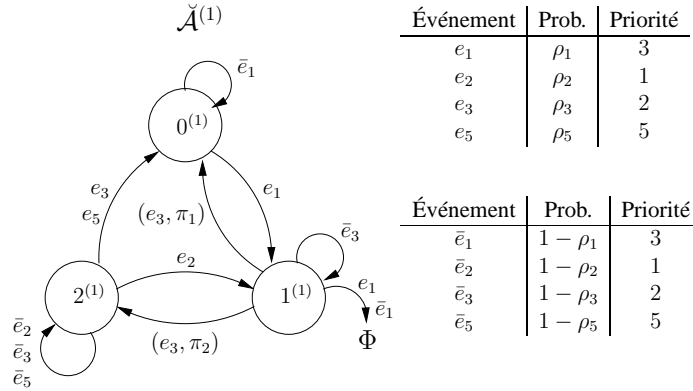 𝒜̆⁽¹⁾
ē₁
0⁽¹⁾
e₃
e₅
(e₃, π₁)
e₁
ē₃
e₂
2⁽¹⁾
1⁽¹⁾
e₁
ē₁
Φ
(e₃, π₂)
ē₂
ē₃
ē₅
Événement Prob. Priorité
e₁ ρ₁ 3
e₂ ρ₂ 1
e₃ ρ₃ 2
e₅ ρ₅ 5
Événement Prob. Priorité
ē₁ 1 − ρ₁ 3
ē₂ 1 − ρ₂ 1
ē₃ 1 − ρ₃ 2
ē₅ 1 − ρ₅ 5